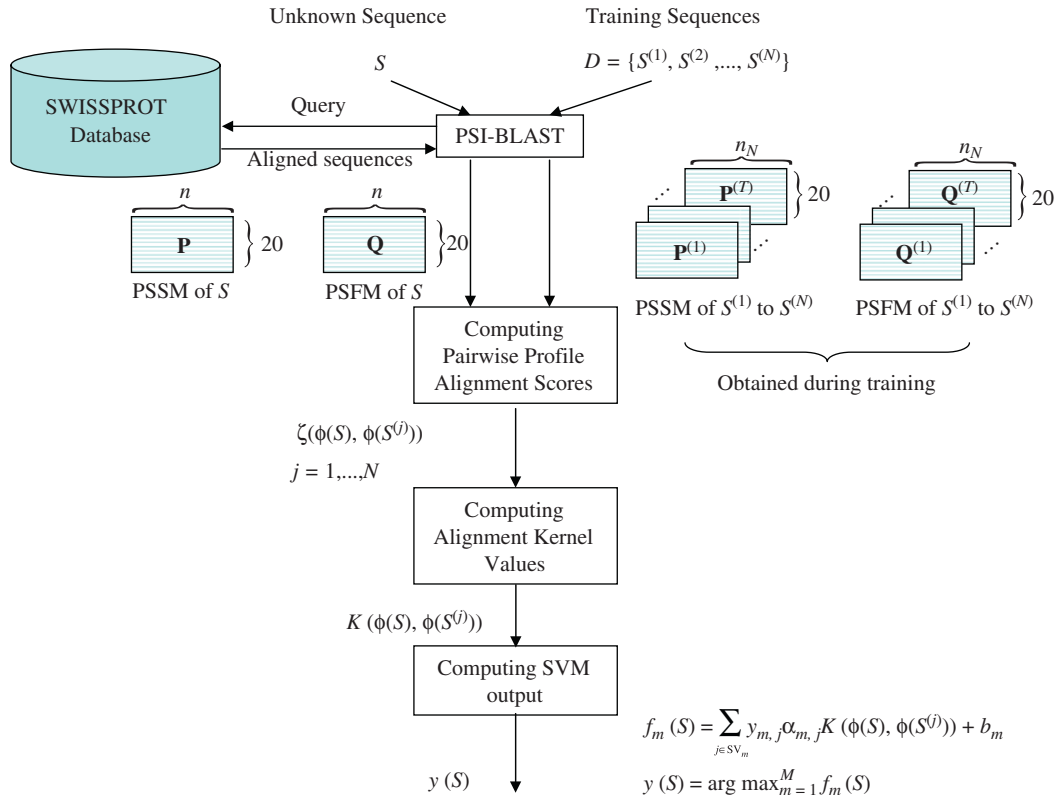 Unknown Sequence
Training Sequences
S
D = {S^(1), S^(2) ,..., S^(N)}
SWISSPROT
Database
Query
PSI-BLAST
Aligned sequences
n
P
20
PSSM of S
n
Q
20
PSFM of S
n_N
P^(T)
20
P^(1)
PSSM of S^(1) to S^(N)
n_N
Q^(T)
20
Q^(1)
PSFM of S^(1) to S^(N)
Obtained during training
Computing
Pairwise Profile
Alignment Scores
ζ(ϕ(S), ϕ(S^(j)))
j = 1,...,N
Computing
Alignment Kernel
Values
K (ϕ(S), ϕ(S^(j)))
Computing SVM
output
f_m (S) = ∑_{j∈SV_m} y_{m, j} α_{m, j} K (ϕ(S), ϕ(S^(j))) + b_m
y (S) = arg max_{m = 1}^M f_m (S)
y (S)